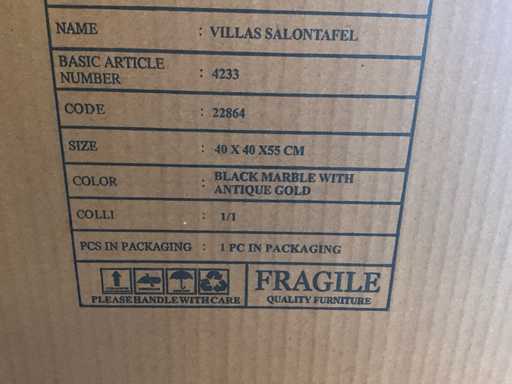 NAME : VILLAS SALONTAFEL
BASIC ARTICLE
NUMBER : 4233
CODE : 22864
SIZE : 40 X 40 X55 CM
COLOR : BLACK MARBLE WITH
ANTIQUE GOLD
COLLI : 1/1
PCS IN PACKAGING : 1 PC IN PACKAGING
FRAGILE
PLEASE HANDLE WITH CARE QUALITY FURNITURE